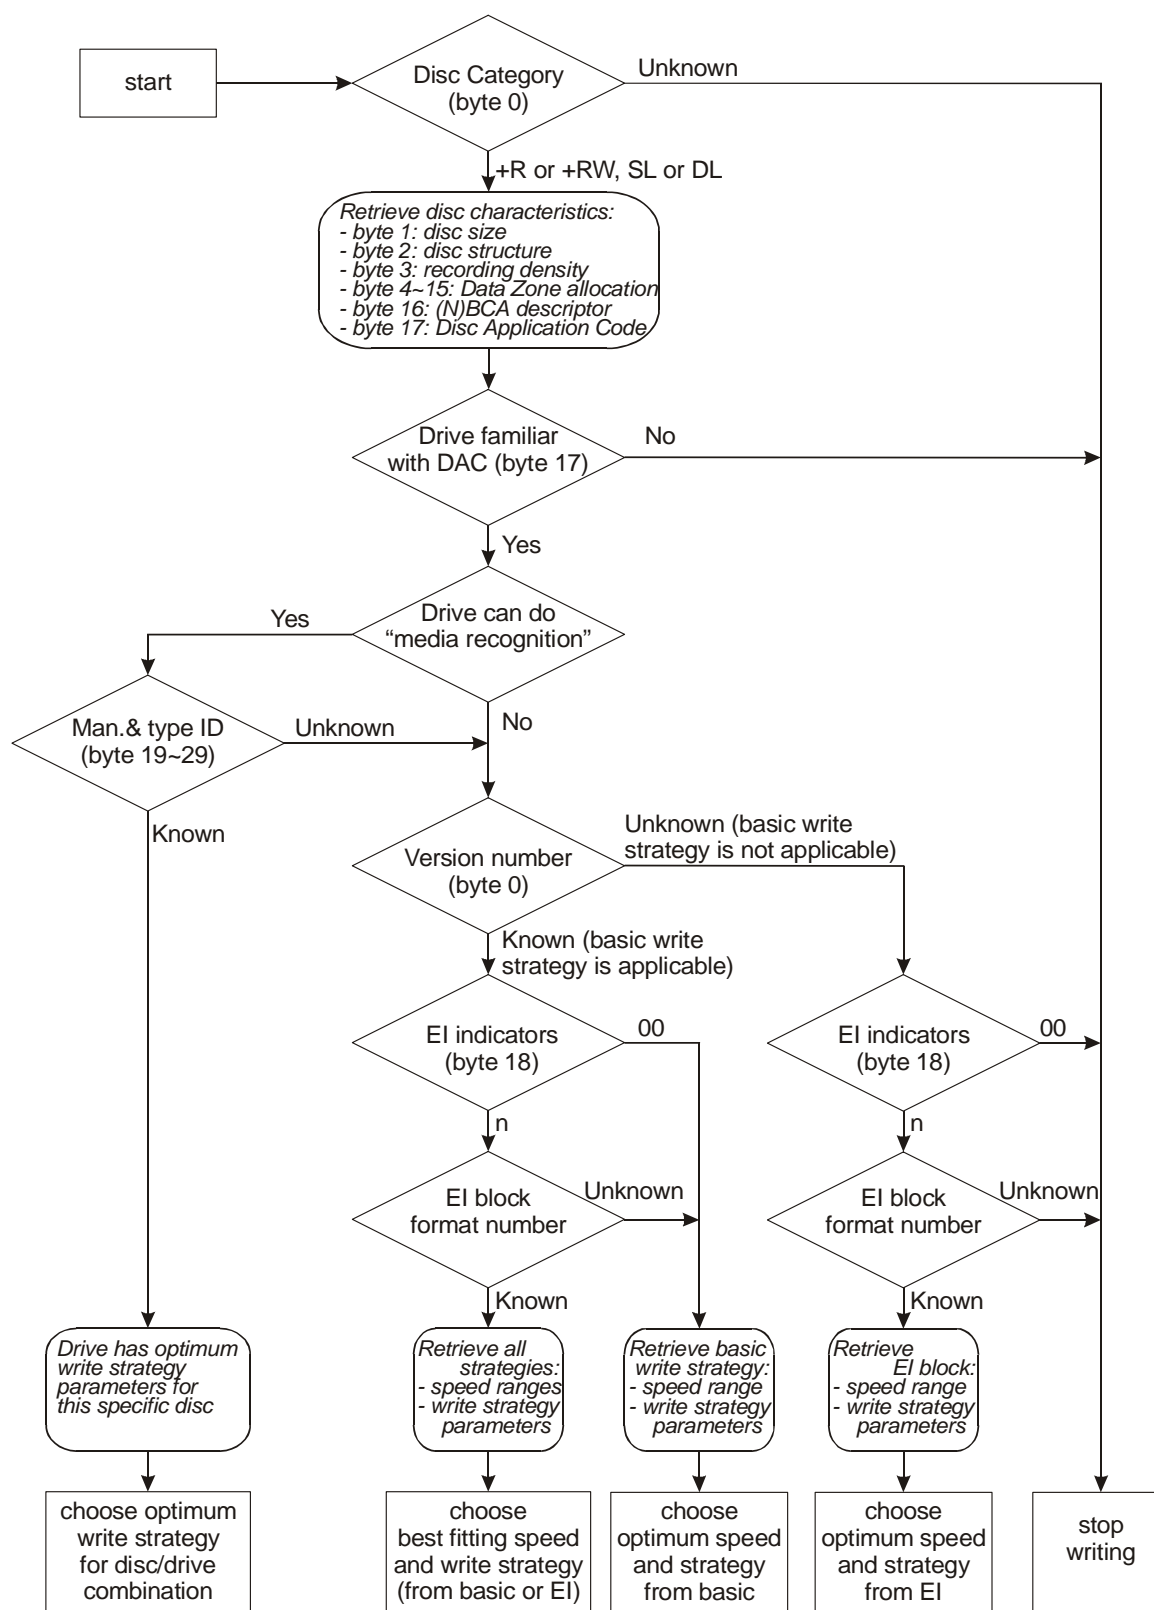 start
Disc Category
(byte 0)
Unknown
+R or +RW, SL or DL
Retrieve disc characteristics:
- byte 1: disc size
- byte 2: disc structure
- byte 3: recording density
- byte 4~15: Data Zone allocation
- byte 16: (N)BCA descriptor
- byte 17: Disc Application Code
Drive familiar
with DAC (byte 17)
No
Yes
Drive can do
“media recognition”
Yes
No
Man.& type ID
(byte 19~29)
Unknown
Known
Version number
(byte 0)
Unknown (basic write
strategy is not applicable)
Known (basic write
strategy is applicable)
EI indicators
(byte 18)
00
n
EI indicators
(byte 18)
00
n
EI block
format number
Unknown
Known
EI block
format number
Unknown
Known
Drive has optimum
write strategy
parameters for
this specific disc
Retrieve all
strategies:
- speed ranges
- write strategy
parameters
Retrieve basic
write strategy:
- speed range
- write strategy
parameters
Retrieve
EI block:
- speed range
- write strategy
parameters
choose optimum
write strategy
for disc/drive
combination
choose
best fitting speed
and write strategy
(from basic or EI)
choose
optimum speed
and strategy
from basic
choose
optimum speed
and strategy
from EI
stop
writing